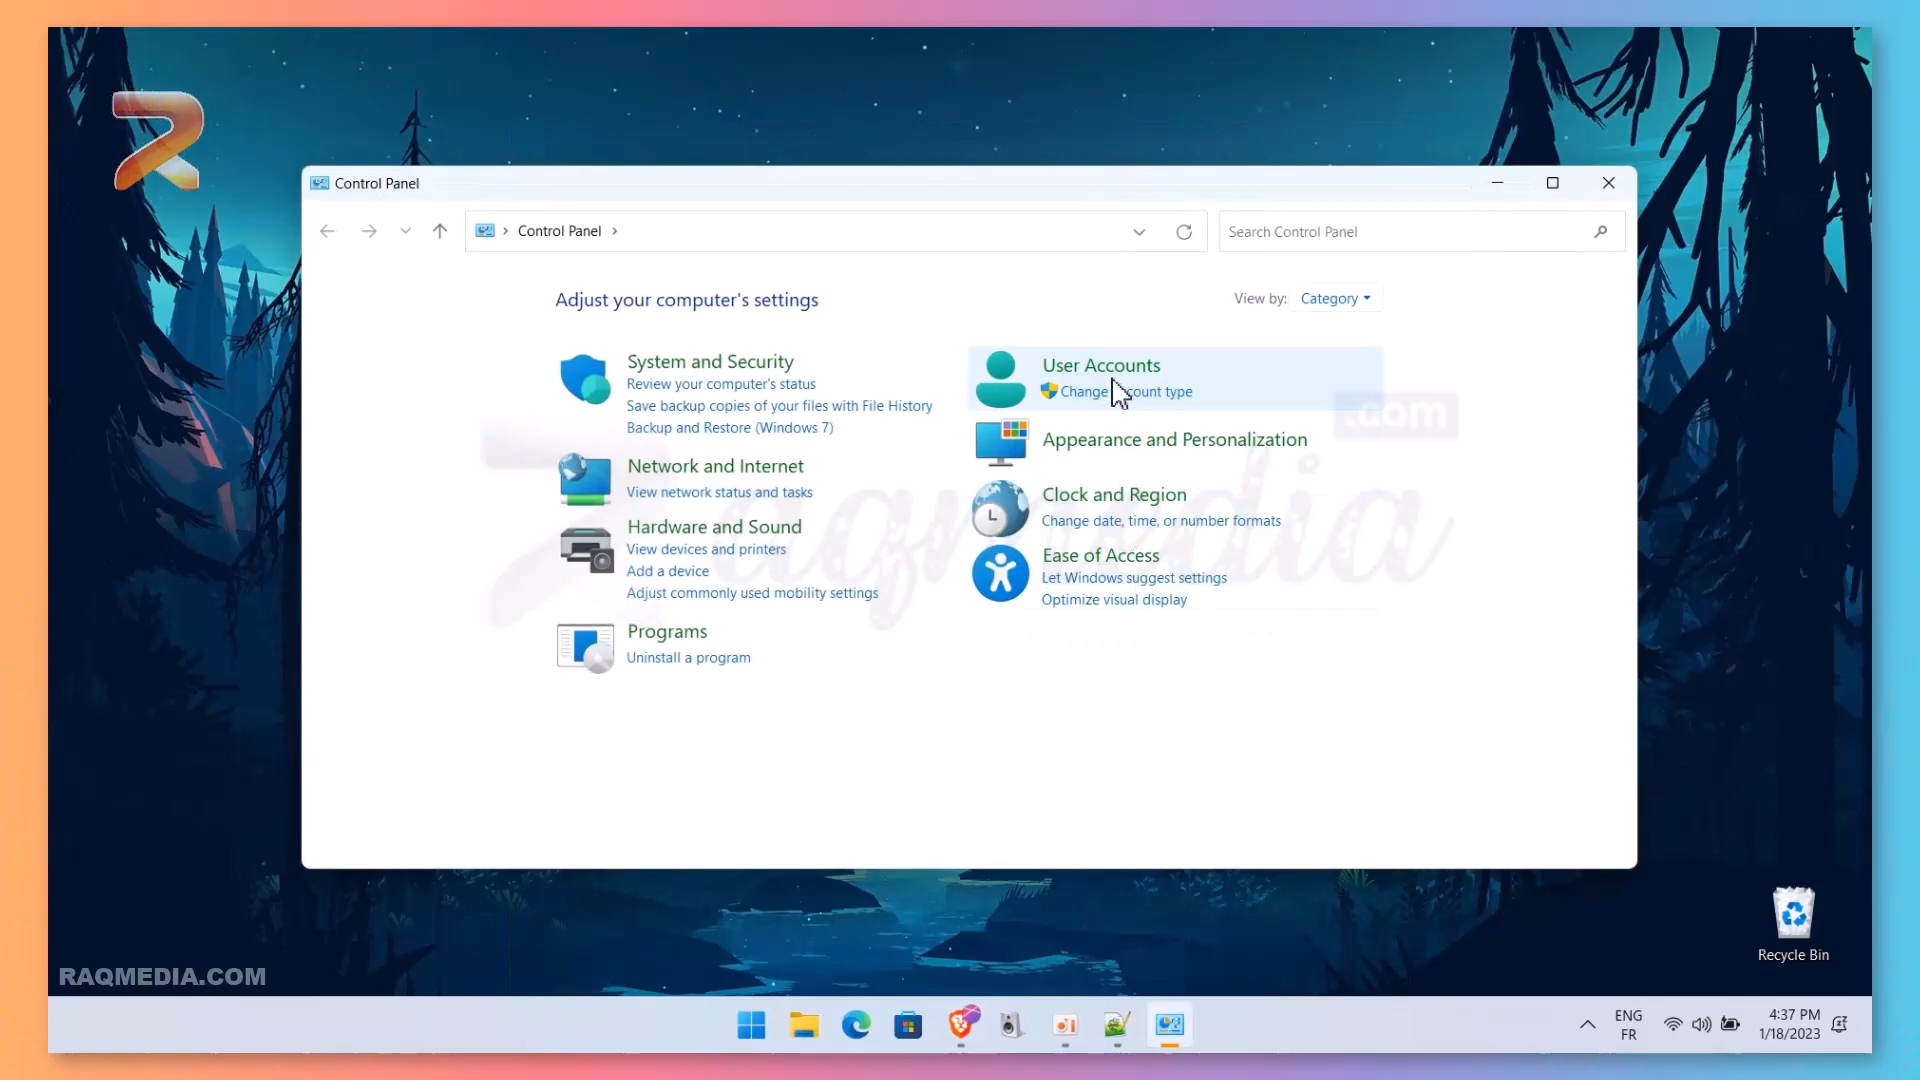 Control Panel
Control Panel
Search Control Panel
Adjust your computer's settings
View by: Category
System and Security
Review your computer's status
Save backup copies of your files with File History
Backup and Restore (Windows 7)
Network and Internet
View network status and tasks
Hardware and Sound
View devices and printers
Add a device
Adjust commonly used mobility settings
Programs
Uninstall a program
User Accounts
Change account type
Appearance and Personalization
Clock and Region
Change date, time, or number formats
Ease of Access
Let Windows suggest settings
Optimize visual display
.com
aqmedia
Recycle Bin
RAQMEDIA.COM
ENG
FR
4:37 PM
1/18/2023